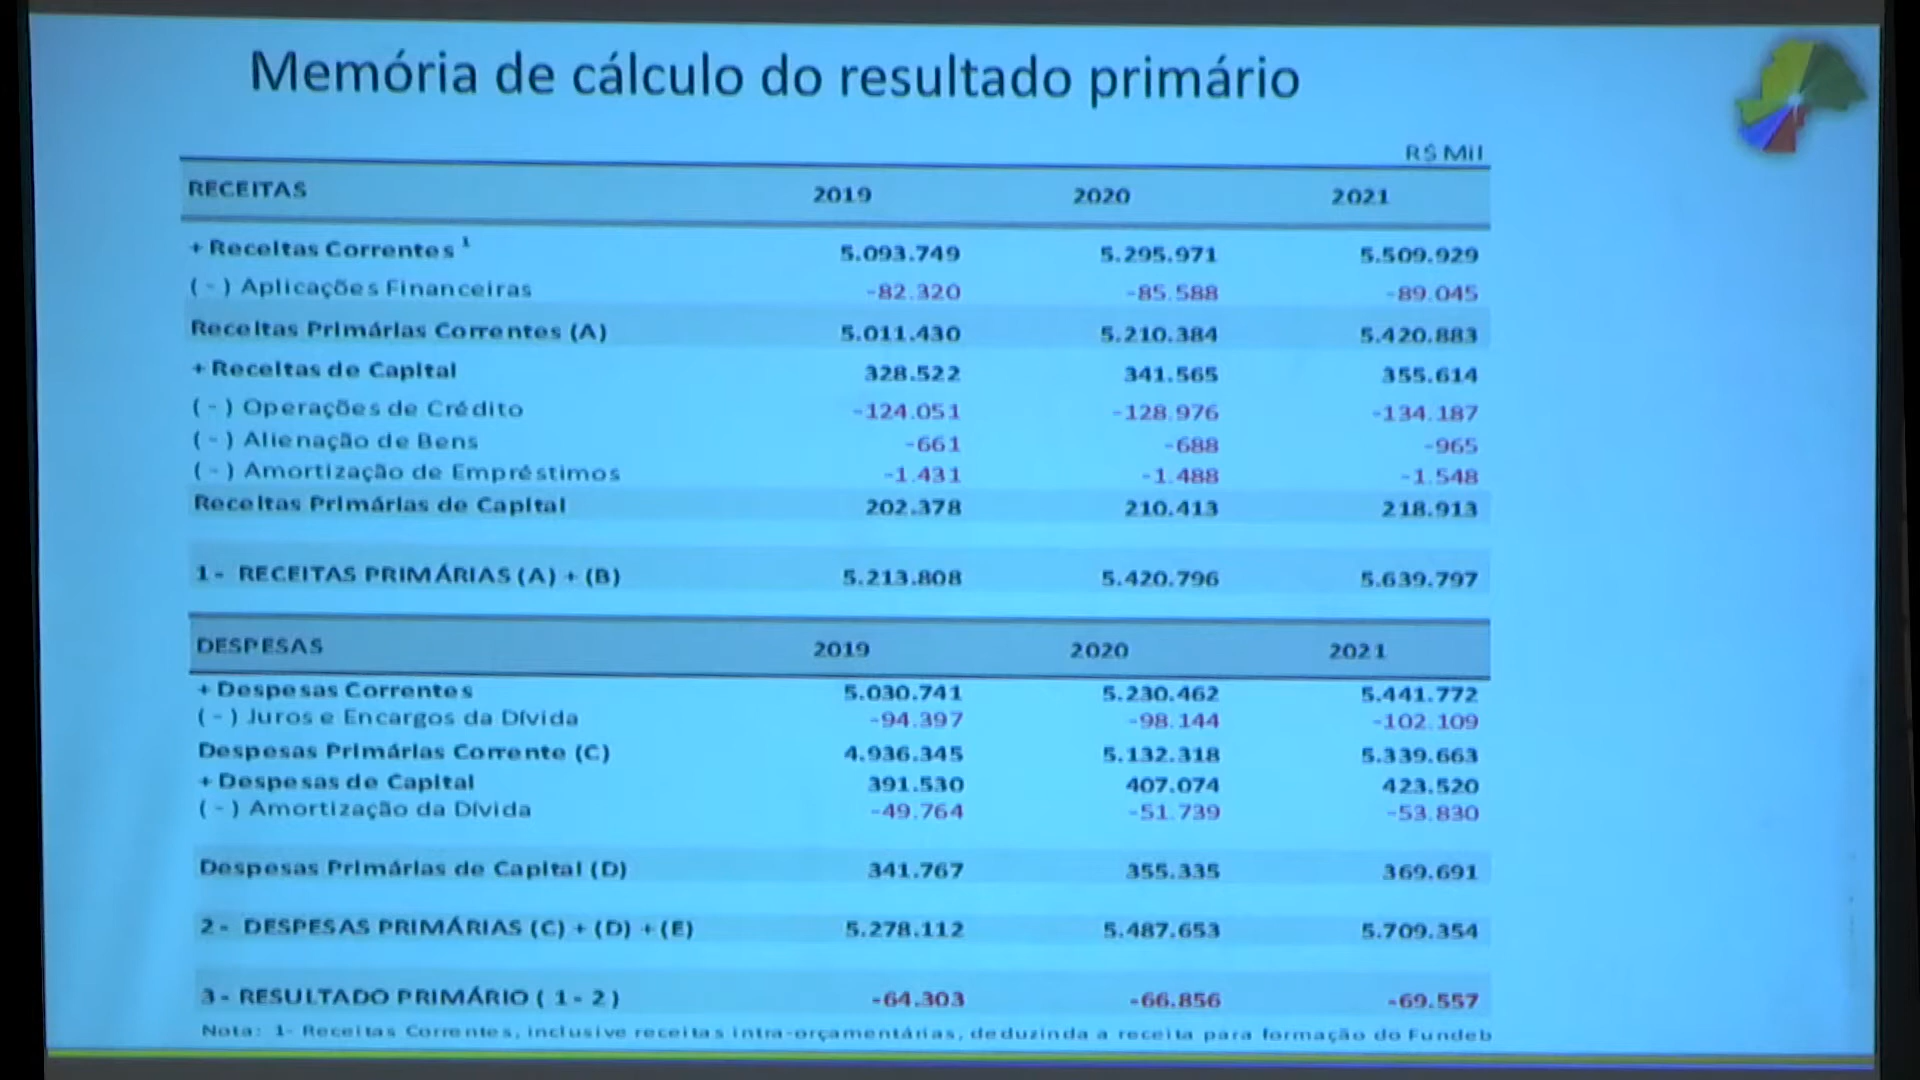 Memória de cálculo do resultado primário
R$ Mil
RECEITAS 2019 2020 2021
+ Receitas Correntes ¹ 5.093.749 5.295.971 5.509.929
( - ) Aplicações Financeiras -82.320 -85.588 -89.045
Receitas Primárias Correntes (A) 5.011.430 5.210.384 5.420.883
+ Receitas de Capital 328.522 341.565 355.614
( - ) Operações de Crédito -124.051 -128.976 -134.187
( - ) Alienação de Bens -661 -688 -965
( - ) Amortização de Empréstimos -1.431 -1.488 -1.548
Receitas Primárias de Capital 202.378 210.413 218.913
1 - RECEITAS PRIMÁRIAS (A) + (B) 5.213.808 5.420.796 5.639.797
DESPESAS 2019 2020 2021
+ Despesas Correntes 5.030.741 5.230.462 5.441.772
( - ) Juros e Encargos da Dívida -94.397 -98.144 -102.109
Despesas Primárias Corrente (C) 4.936.345 5.132.318 5.339.663
+ Despesas de Capital 391.530 407.074 423.520
( - ) Amortização da Dívida -49.764 -51.739 -53.830
Despesas Primárias de Capital (D) 341.767 355.335 369.691
2 - DESPESAS PRIMÁRIAS (C) + (D) + (E) 5.278.112 5.487.653 5.709.354
3 - RESULTADO PRIMÁRIO ( 1 - 2 ) -64.303 -66.856 -69.557
Nota: 1- Receitas Correntes, inclusive receitas intra-orçamentárias, deduzinda a receita para formação do Fundeb